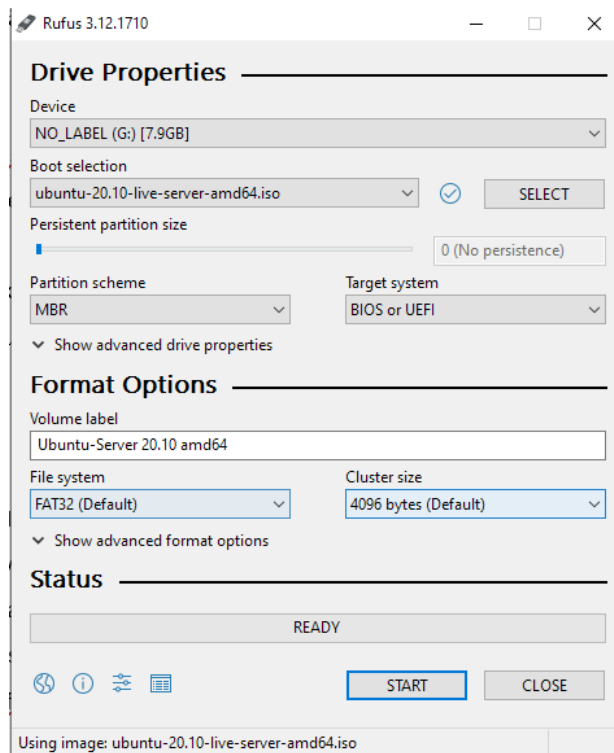 Rufus 3.12.1710
Drive Properties
Device
NO_LABEL (G:) [7.9GB]
Boot selection
ubuntu-20.10-live-server-amd64.iso
SELECT
Persistent partition size
0 (No persistence)
Partition scheme
Target system
MBR
BIOS or UEFI
Show advanced drive properties
Format Options
Volume label
Ubuntu-Server 20.10 amd64
File system
Cluster size
FAT32 (Default)
4096 bytes (Default)
Show advanced format options
Status
READY
START
CLOSE
Using image: ubuntu-20.10-live-server-amd64.iso